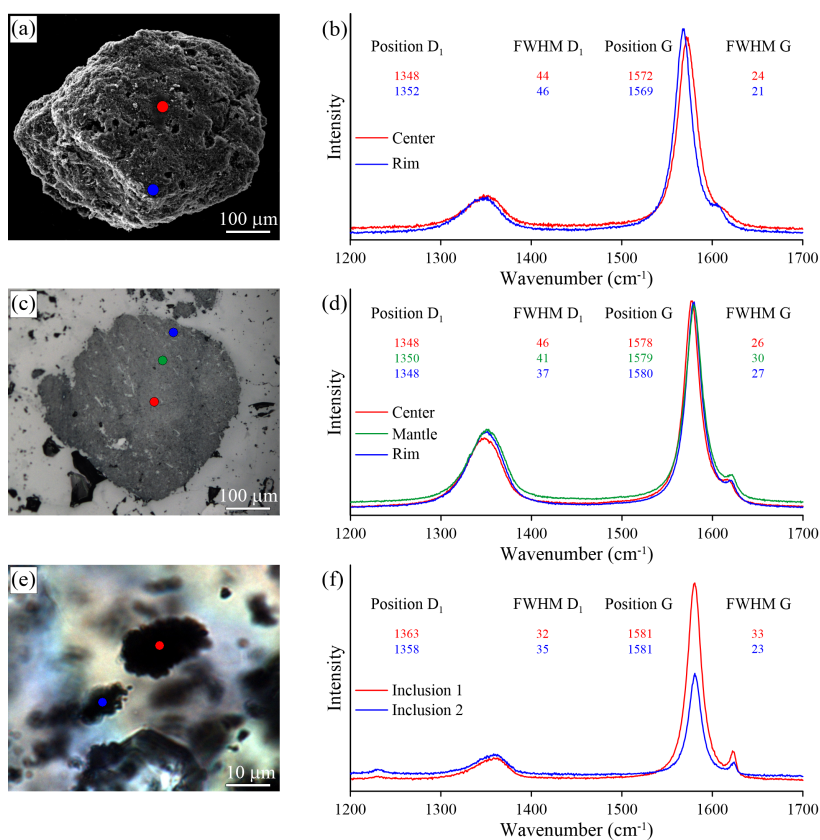 (a)
100 μm
(b)
Position D1 FWHM D1 Position G FWHM G
1348 44 1572 24
1352 46 1569 21
Center
Rim
Intensity
1200 1300 1400 1500 1600 1700
Wavenumber (cm-1)
(c)
100 μm
(d)
Position D1 FWHM D1 Position G FWHM G
1348 46 1578 26
1350 41 1579 30
1348 37 1580 27
Center
Mantle
Rim
Intensity
1200 1300 1400 1500 1600 1700
Wavenumber (cm-1)
(e)
10 μm
(f)
Position D1 FWHM D1 Position G FWHM G
1363 32 1581 33
1358 35 1581 23
Inclusion 1
Inclusion 2
Intensity
1200 1300 1400 1500 1600 1700
Wavenumber (cm-1)